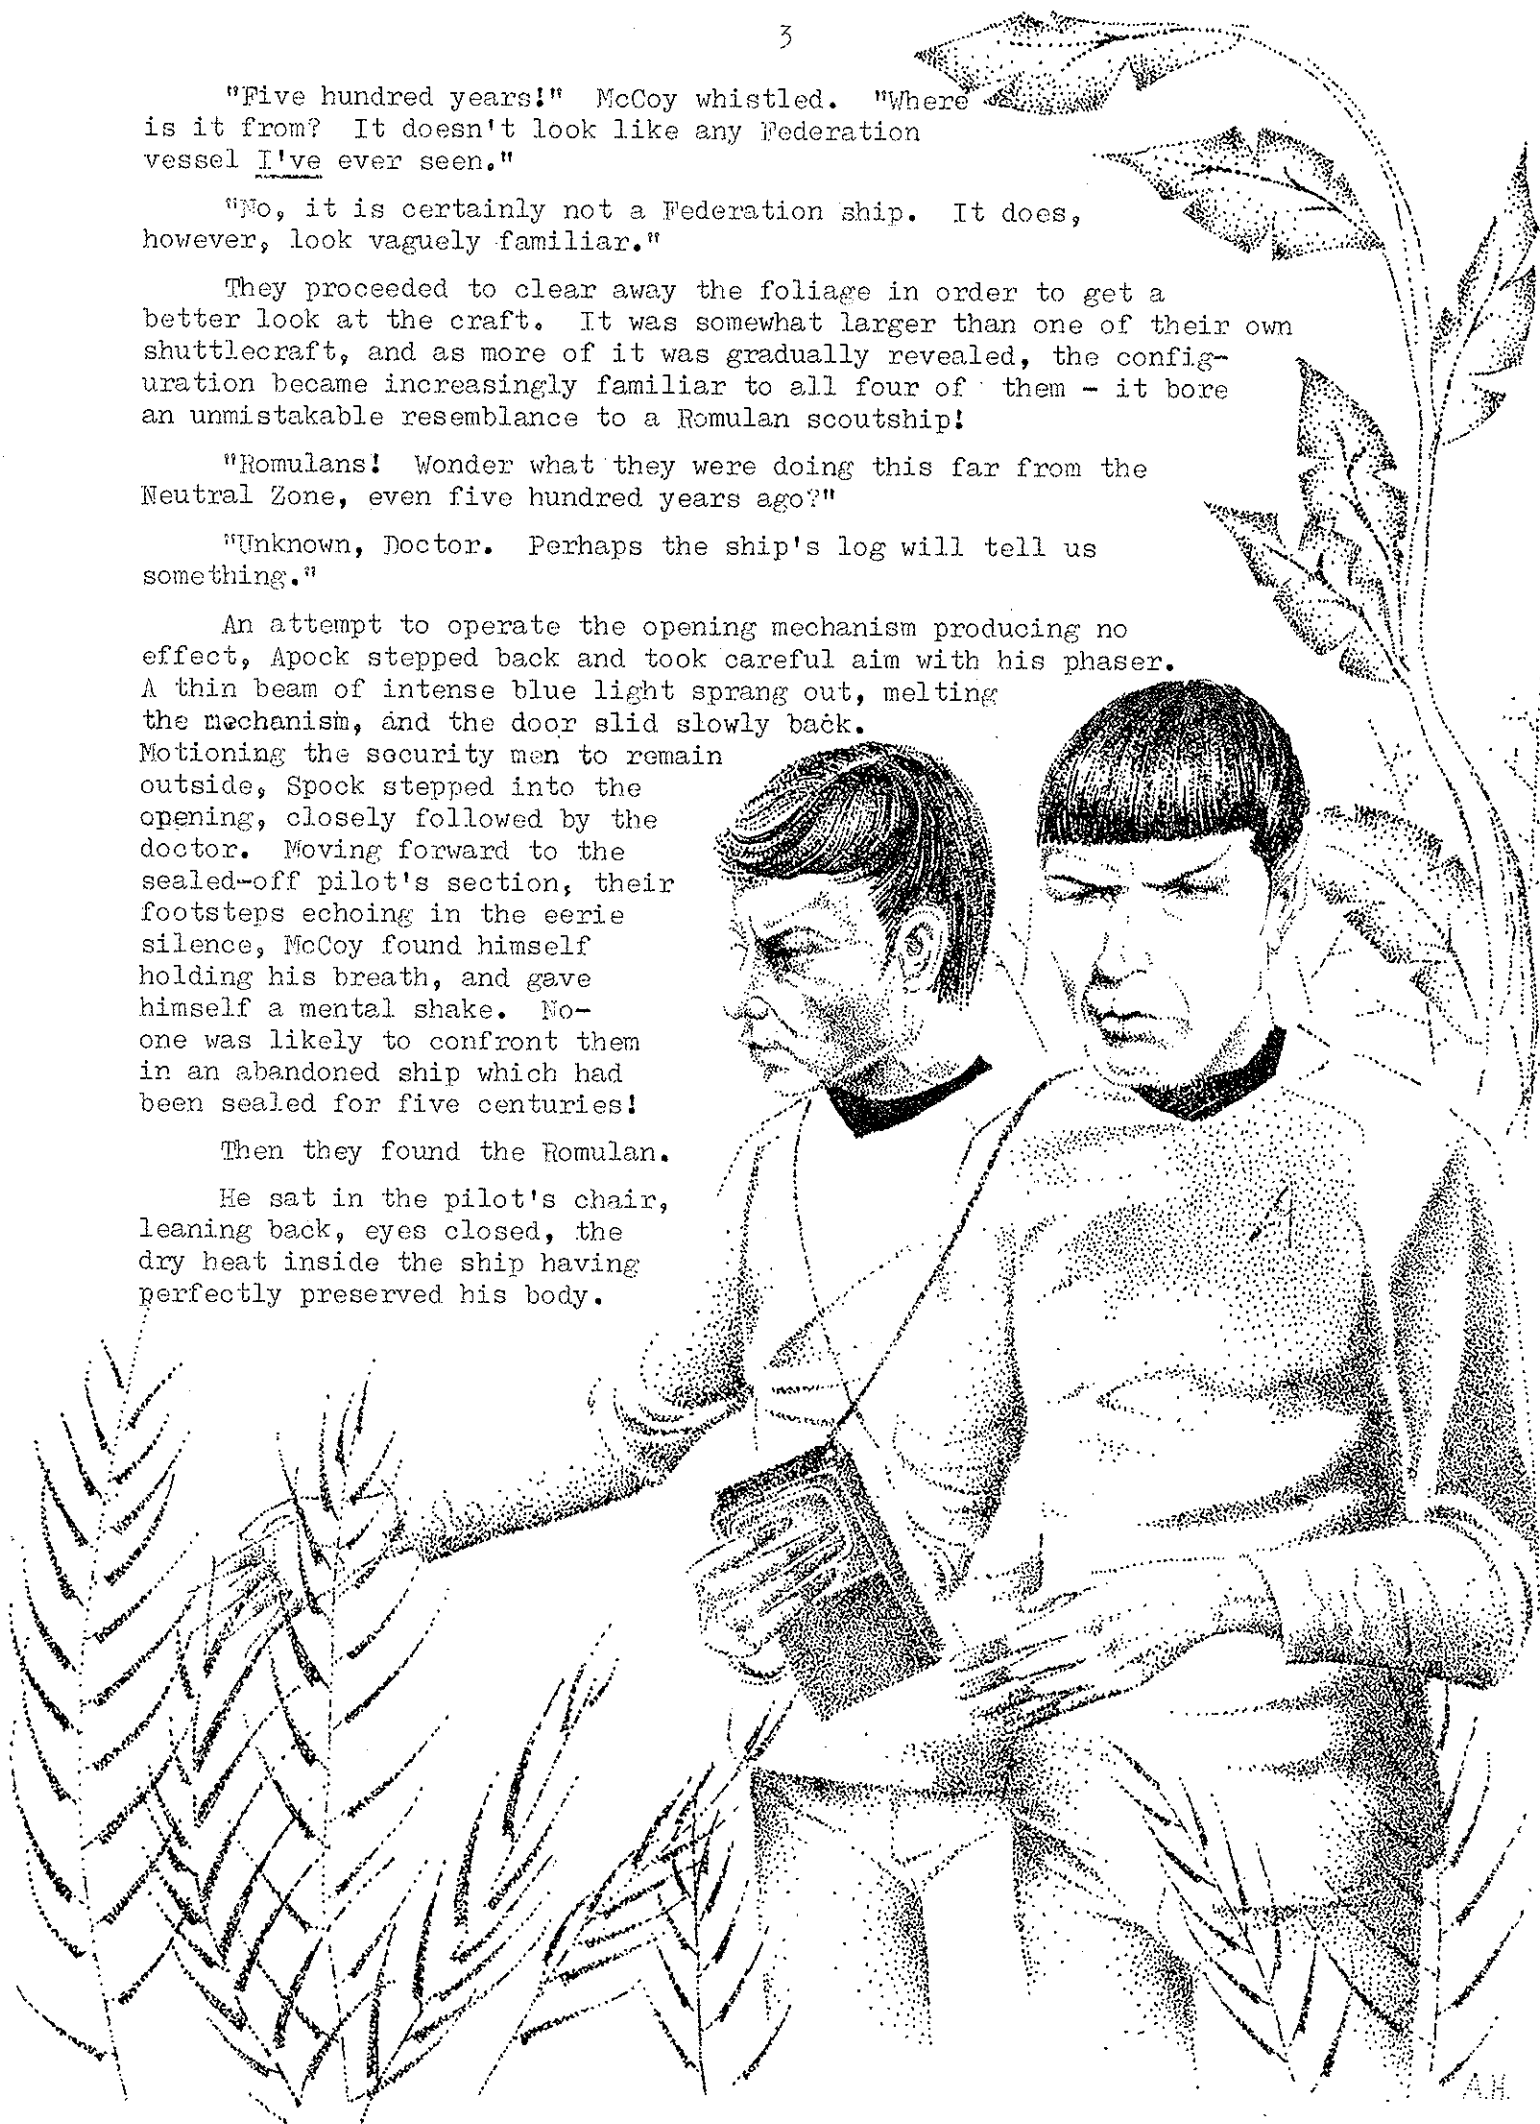 3
"Five hundred years!" McCoy whistled. "Where
is it from? It doesn't look like any Federation
vessel I've ever seen."
"No, it is certainly not a Federation ship. It does,
however, look vaguely familiar."
They proceeded to clear away the foliage in order to get a
better look at the craft. It was somewhat larger than one of their own
shuttlecraft, and as more of it was gradually revealed, the config-
uration became increasingly familiar to all four of them - it bore
an unmistakable resemblance to a Romulan scoutship!
"Romulans! Wonder what they were doing this far from the
Neutral Zone, even five hundred years ago?"
"Unknown, Doctor. Perhaps the ship's log will tell us
something."
An attempt to operate the opening mechanism producing no
effect, Apock stepped back and took careful aim with his phaser.
A thin beam of intense blue light sprang out, melting
the mechanism, and the door slid slowly back.
Motioning the security men to remain
outside, Spock stepped into the
opening, closely followed by the
doctor. Moving forward to the
sealed-off pilot's section, their
footsteps echoing in the eerie
silence, McCoy found himself
holding his breath, and gave
himself a mental shake. No-
one was likely to confront them
in an abandoned ship which had
been sealed for five centuries!
Then they found the Romulan.
He sat in the pilot's chair,
leaning back, eyes closed, the
dry heat inside the ship having
perfectly preserved his body.
A.H.